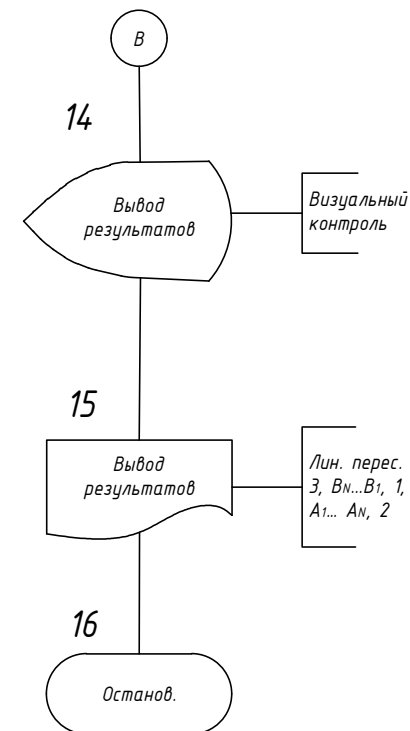 В
14
Вывод
результатов
Визуальный
контроль
15
Вывод
результатов
Лин. перес.
3, BN...B1, 1,
A1... AN, 2
16
Останов.